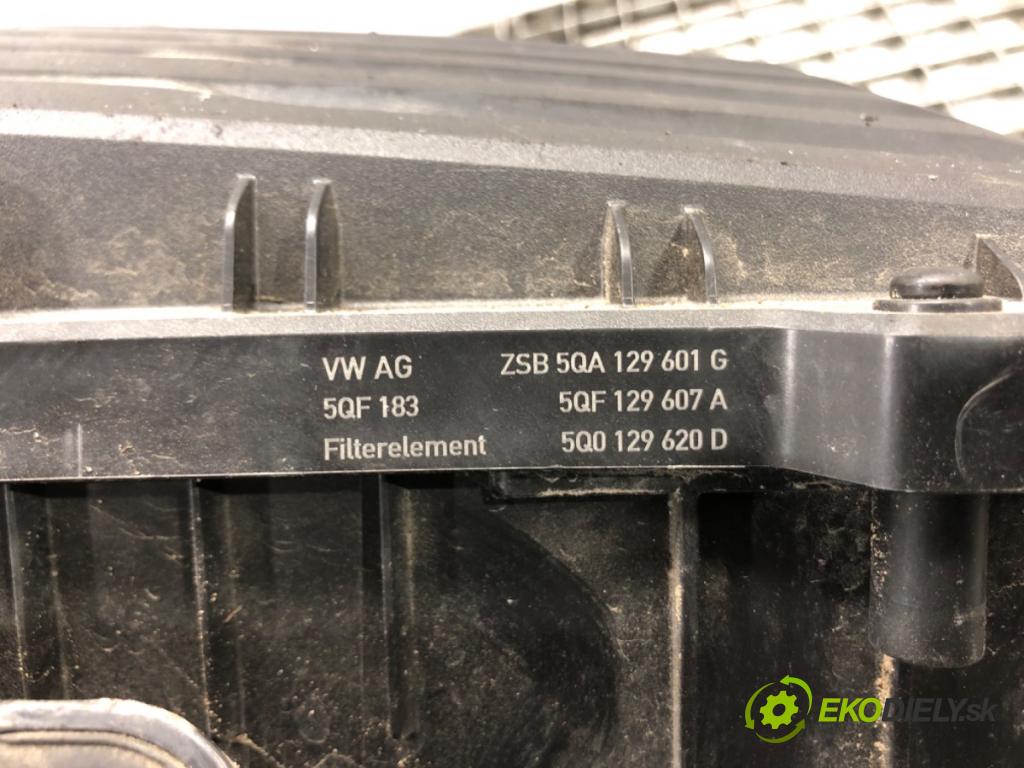 VW AG ZSB 5QA 129 601 G
5QF 183 5QF 129 607 A
Filterelement 5Q0 129 620 D
EKODIELY.sk